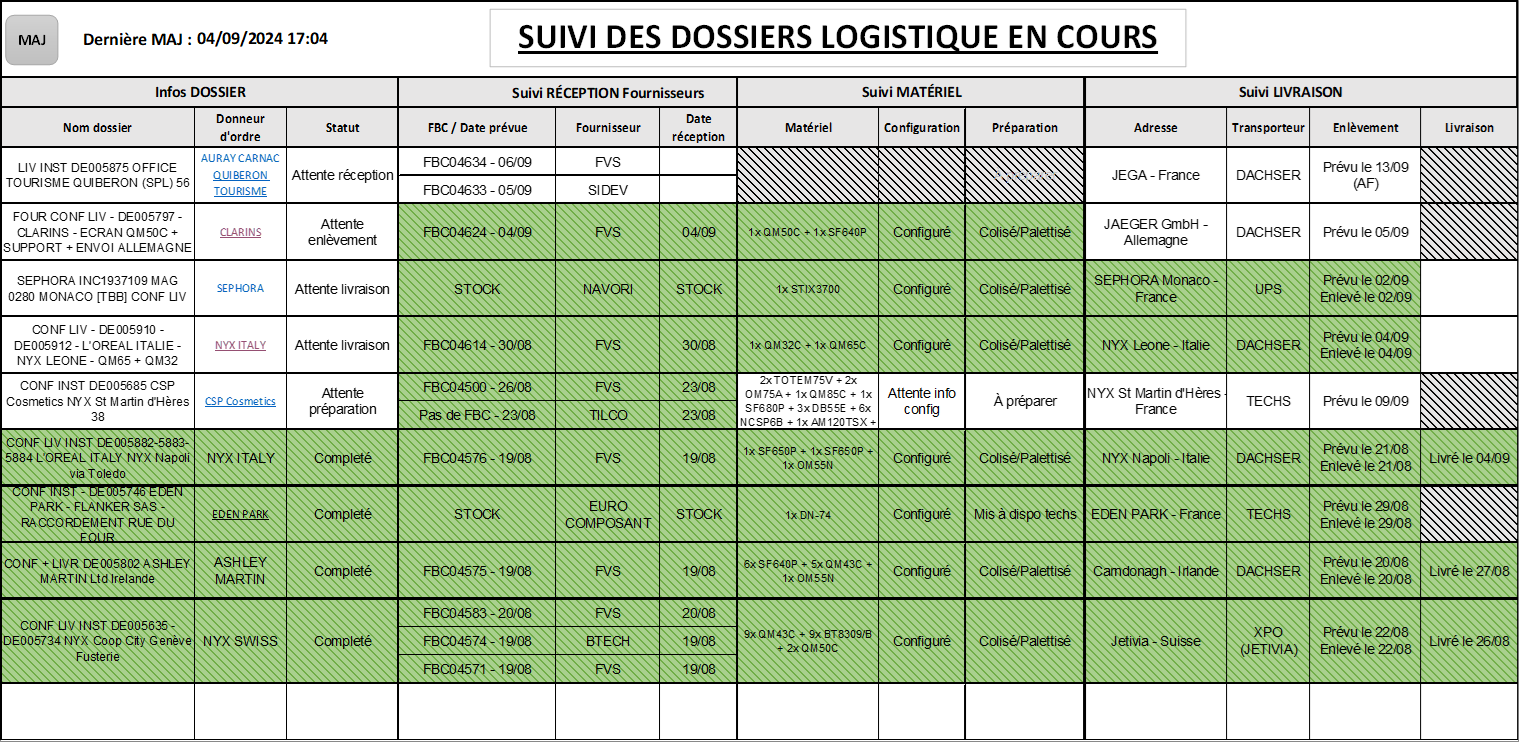 MAJ
Dernière MAJ : 04/09/2024 17:04
SUIVI DES DOSSIERS LOGISTIQUE EN COURS
Infos DOSSIER
Suivi RÉCEPTION Fournisseurs
Suivi MATÉRIEL
Suivi LIVRAISON
Nom dossier
Donneur
d'ordre
Statut
FBC / Date prévue
Fournisseur
Date
réception
Matériel
Configuration
Préparation
Adresse
Transporteur
Enlèvement
Livraison
LIV INST DE005875 OFFICE
TOURISME QUIBERON (SPL) 56
AURAY CARNAC
QUIBERON
TOURISME
Attente réception
FBC04634 - 06/09
FVS
FBC04633 - 05/09
SIDEV
JEGA - France
DACHSER
Prévu le 13/09
(AF)
FOUR CONF LIV - DE005797 -
CLARINS - ECRAN QM50C +
SUPPORT + ENVOI ALLEMAGNE
CLARINS
Attente
enlèvement
FBC04624 - 04/09
FVS
04/09
1x QM50C + 1x SF640P
Configuré
Colisé/Palettisé
JAEGER GmbH -
Allemagne
DACHSER
Prévu le 05/09
SEPHORA INC1937109 MAG
0280 MONACO [TBB] CONF LIV
SEPHORA
Attente livraison
STOCK
NAVORI
STOCK
1x STIX3700
Configuré
Colisé/Palettisé
SEPHORA Monaco -
France
UPS
Prévu le 02/09
Enlevé le 02/09
CONF LIV - DE005910 -
DE005912 - L'OREAL ITALIE -
NYX LEONE - QM65 + QM32
NYX ITALY
Attente livraison
FBC04614 - 30/08
FVS
30/08
1x QM32C + 1x QM65C
Configuré
Colisé/Palettisé
NYX Leone - Italie
DACHSER
Prévu le 04/09
Enlevé le 04/09
CONF INST DE005685 CSP
Cosmetics NYX St Martin d'Hères
38
CSP Cosmetics
Attente
préparation
FBC04500 - 26/08
FVS
23/08
Pas de FBC - 23/08
TILCO
23/08
2x TOTEM75V + 2x
OM75A + 1x QM85C + 1x
SF680P + 3x DB55E + 6x
NCSP6B + 1x AM120TSX +
Attente info
config
À préparer
NYX St Martin d'Hères -
France
TECHS
Prévu le 09/09
CONF LIV INST DE005882-5883-
5884 L'OREAL ITALY NYX Napoli
via Toledo
NYX ITALY
Completé
FBC04576 - 19/08
FVS
19/08
1x SF650P + 1x SF650P +
1x OM55N
Configuré
Colisé/Palettisé
NYX Napoli - Italie
DACHSER
Prévu le 21/08
Enlevé le 21/08
Livré le 04/09
CONF INST - DE005746 EDEN
PARK - FLANKER SAS -
RACCORDEMENT RUE DU
FOUR
EDEN PARK
Completé
STOCK
EURO
COMPOSANT
STOCK
1x DN-74
Configuré
Mis à dispo techs
EDEN PARK - France
TECHS
Prévu le 29/08
Enlevé le 29/08
CONF + LIVR DE005802 ASHLEY
MARTIN Ltd Irelande
ASHLEY
MARTIN
Completé
FBC04575 - 19/08
FVS
19/08
6x SF640P + 5x QM43C +
1x OM55N
Configuré
Colisé/Palettisé
Carndonagh - Irlande
DACHSER
Prévu le 20/08
Enlevé le 20/08
Livré le 27/08
CONF LIV INST DE005635 -
DE005734 NYX Coop City Genève
Fusterie
NYX SWISS
Completé
FBC04583 - 20/08
FVS
20/08
FBC04574 - 19/08
BTECH
19/08
FBC04571 - 19/08
FVS
19/08
9x QM43C + 9x BT8309/B
+ 2x QM50C
Configuré
Colisé/Palettisé
Jetivia - Suisse
XPO
(JETIVIA)
Prévu le 22/08
Enlevé le 22/08
Livré le 26/08